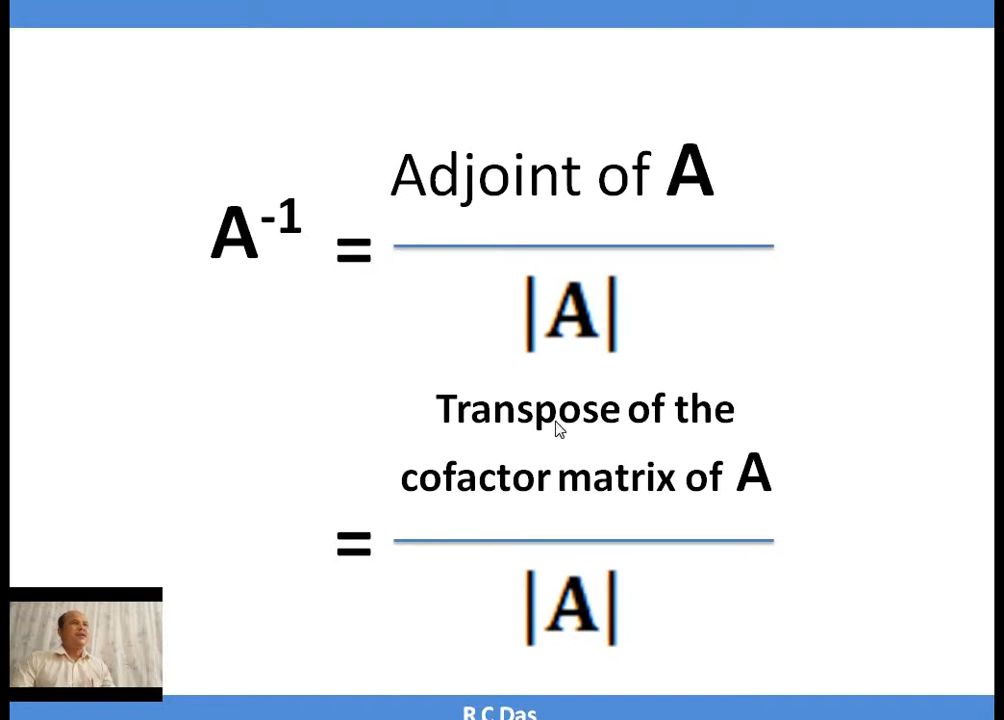 Adjoint of A
A-1 =
|A|
Transpose of the
cofactor matrix of A
=
|A|
R C Das